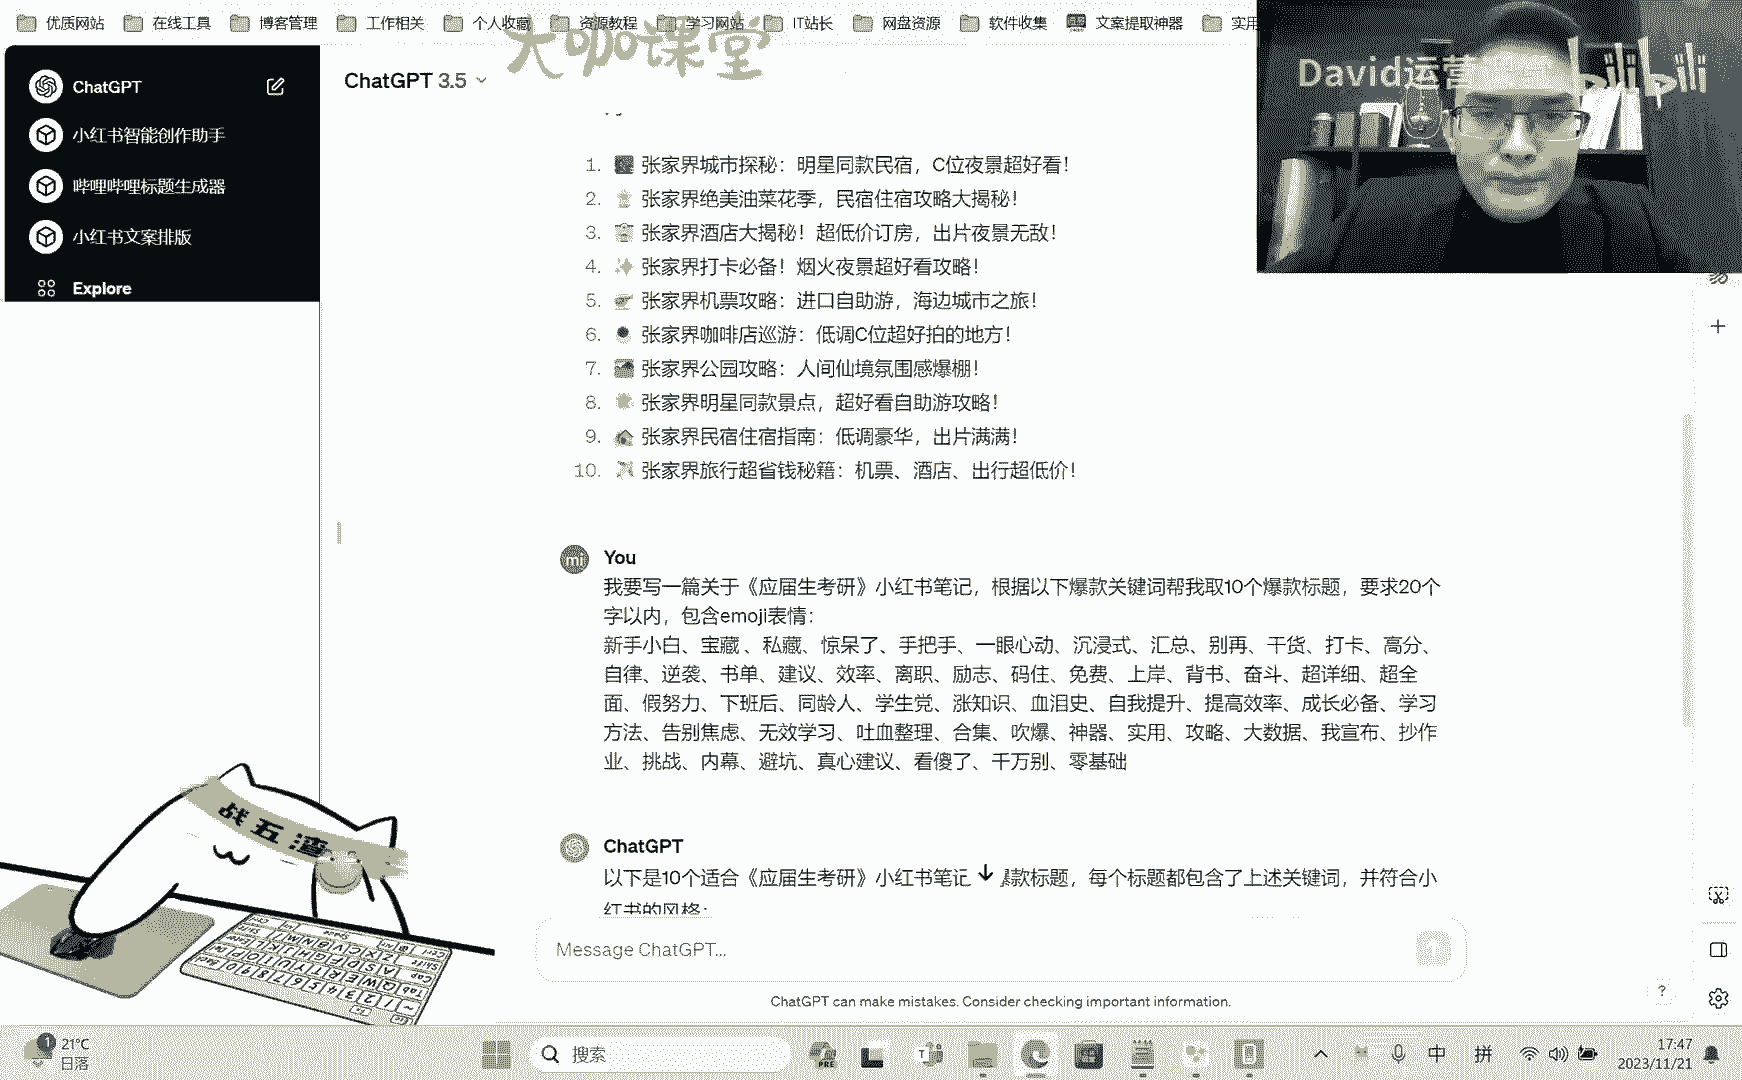 优质网站 在线工具 博客管理 工作相关 个人收藏 资源教程 学习网站 IT站长 网盘资源 软件收集 文案提取神器 实用
大咖课堂
David运营 bilibili
ChatGPT
小红书智能创作助手
哔哩哔哩标题生成器
小红书文案排版
Explore
ChatGPT 3.5
1. 张家界城市探秘：明星同款民宿，C位夜景超好看！
2. 张家界绝美油菜花季，民宿住宿攻略大揭秘！
3. 张家界酒店大揭秘！超低价订房，出片夜景无敌！
4. 张家界打卡必备！烟火夜景超好看攻略！
5. 张家界机票攻略：进口自助游，海边城市之旅！
6. 张家界咖啡店巡游：低调C位超好拍的地方！
7. 张家界公园攻略：人间仙境氛围感爆棚！
8. 张家界明星同款景点，超好看自助游攻略！
9. 张家界民宿住宿指南：低调豪华，出片满满！
10. 张家界旅行超省钱秘籍：机票、酒店、出行超低价！
mi
You
我要写一篇关于《应届生考研》小红书笔记，根据以下爆款关键词帮我取10个爆款标题，要求20个
字以内，包含emoji表情：
新手小白、宝藏 、私藏、惊呆了、手把手、一眼心动、沉浸式、汇总、别再、干货、打卡、高分、
自律、逆袭、书单、建议、效率、离职、励志、码住、免费、上岸、背书、奋斗、超详细、超全
面、假努力、下班后、同龄人、学生党、涨知识、血泪史、自我提升、提高效率、成长必备、学习
方法、告别焦虑、无效学习、吐血整理、合集、吹爆、神器、实用、攻略、大数据、我宣布、抄作
业、挑战、内幕、避坑、真心建议、看傻了、千万别、零基础
ChatGPT
以下是10个适合《应届生考研》小红书笔记 款标题，每个标题都包含了上述关键词，并符合小
红书的风格：
Message ChatGPT...
ChatGPT can make mistakes. Consider checking important information.
?
战五渣
1
21°C
日落
搜索
PRE
中
拼
17:47
2023/11/21